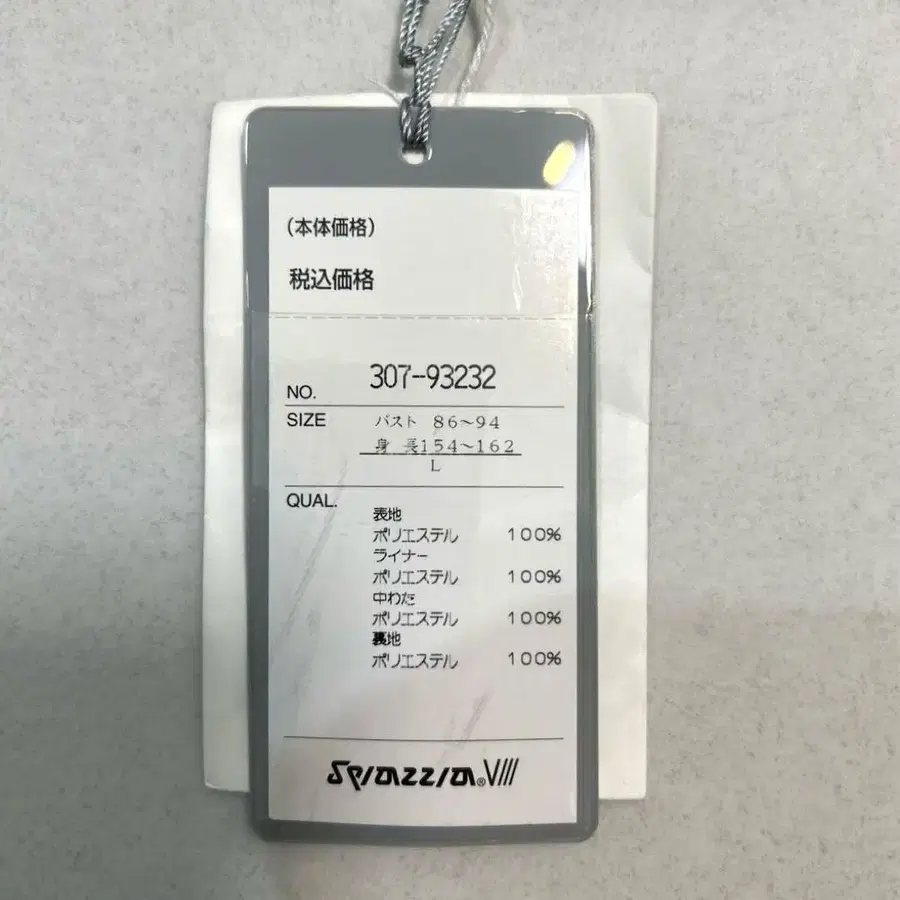 (本体価格)
税込価格
NO. 307-93232
SIZE バスト 86~94
身長154~162
L
QUAL.
表地
ポリエステル 100%
ライナー
ポリエステル 100%
中わた
ポリエステル 100%
裏地
ポリエステル 100%
Spiazzia®VIII